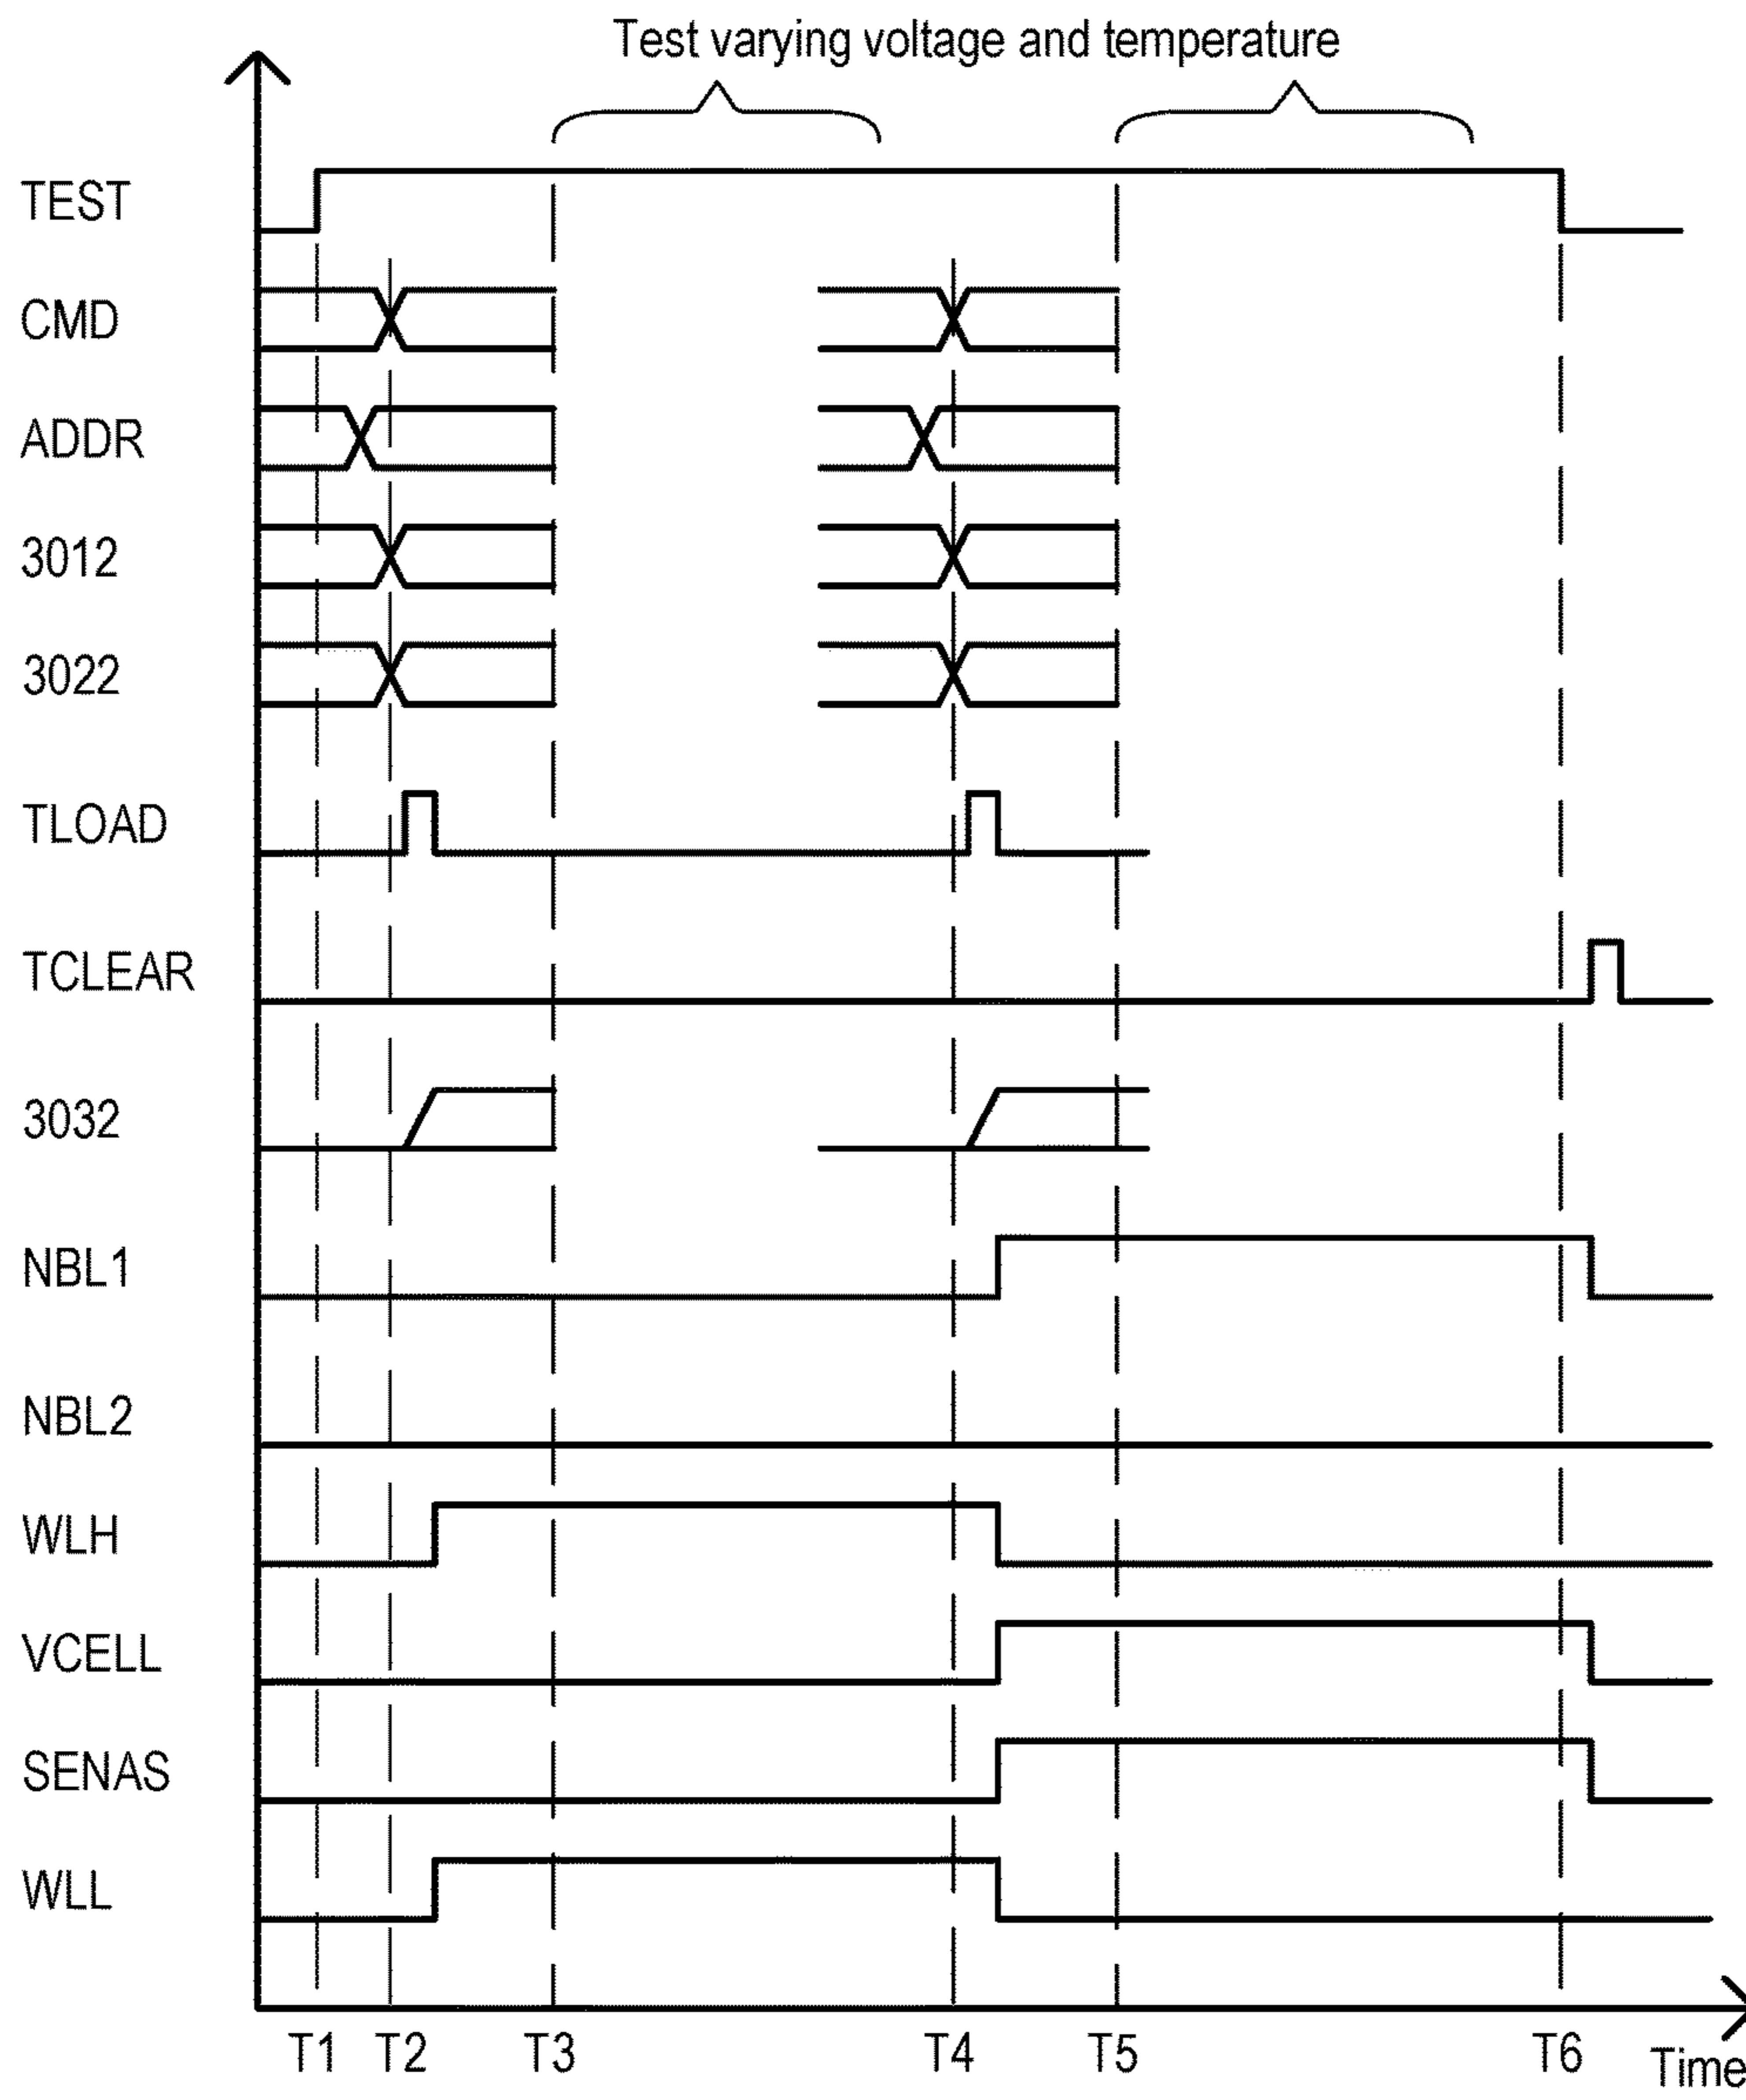 Test varying voltage and temperature
TEST
CMD
ADDR
3012
3022
TLOAD
TCLEAR
3032
NBL1
NBL2
WLH
VCELL
SENAS
WLL
T1 T2 T3 T4 T5 T6 Time